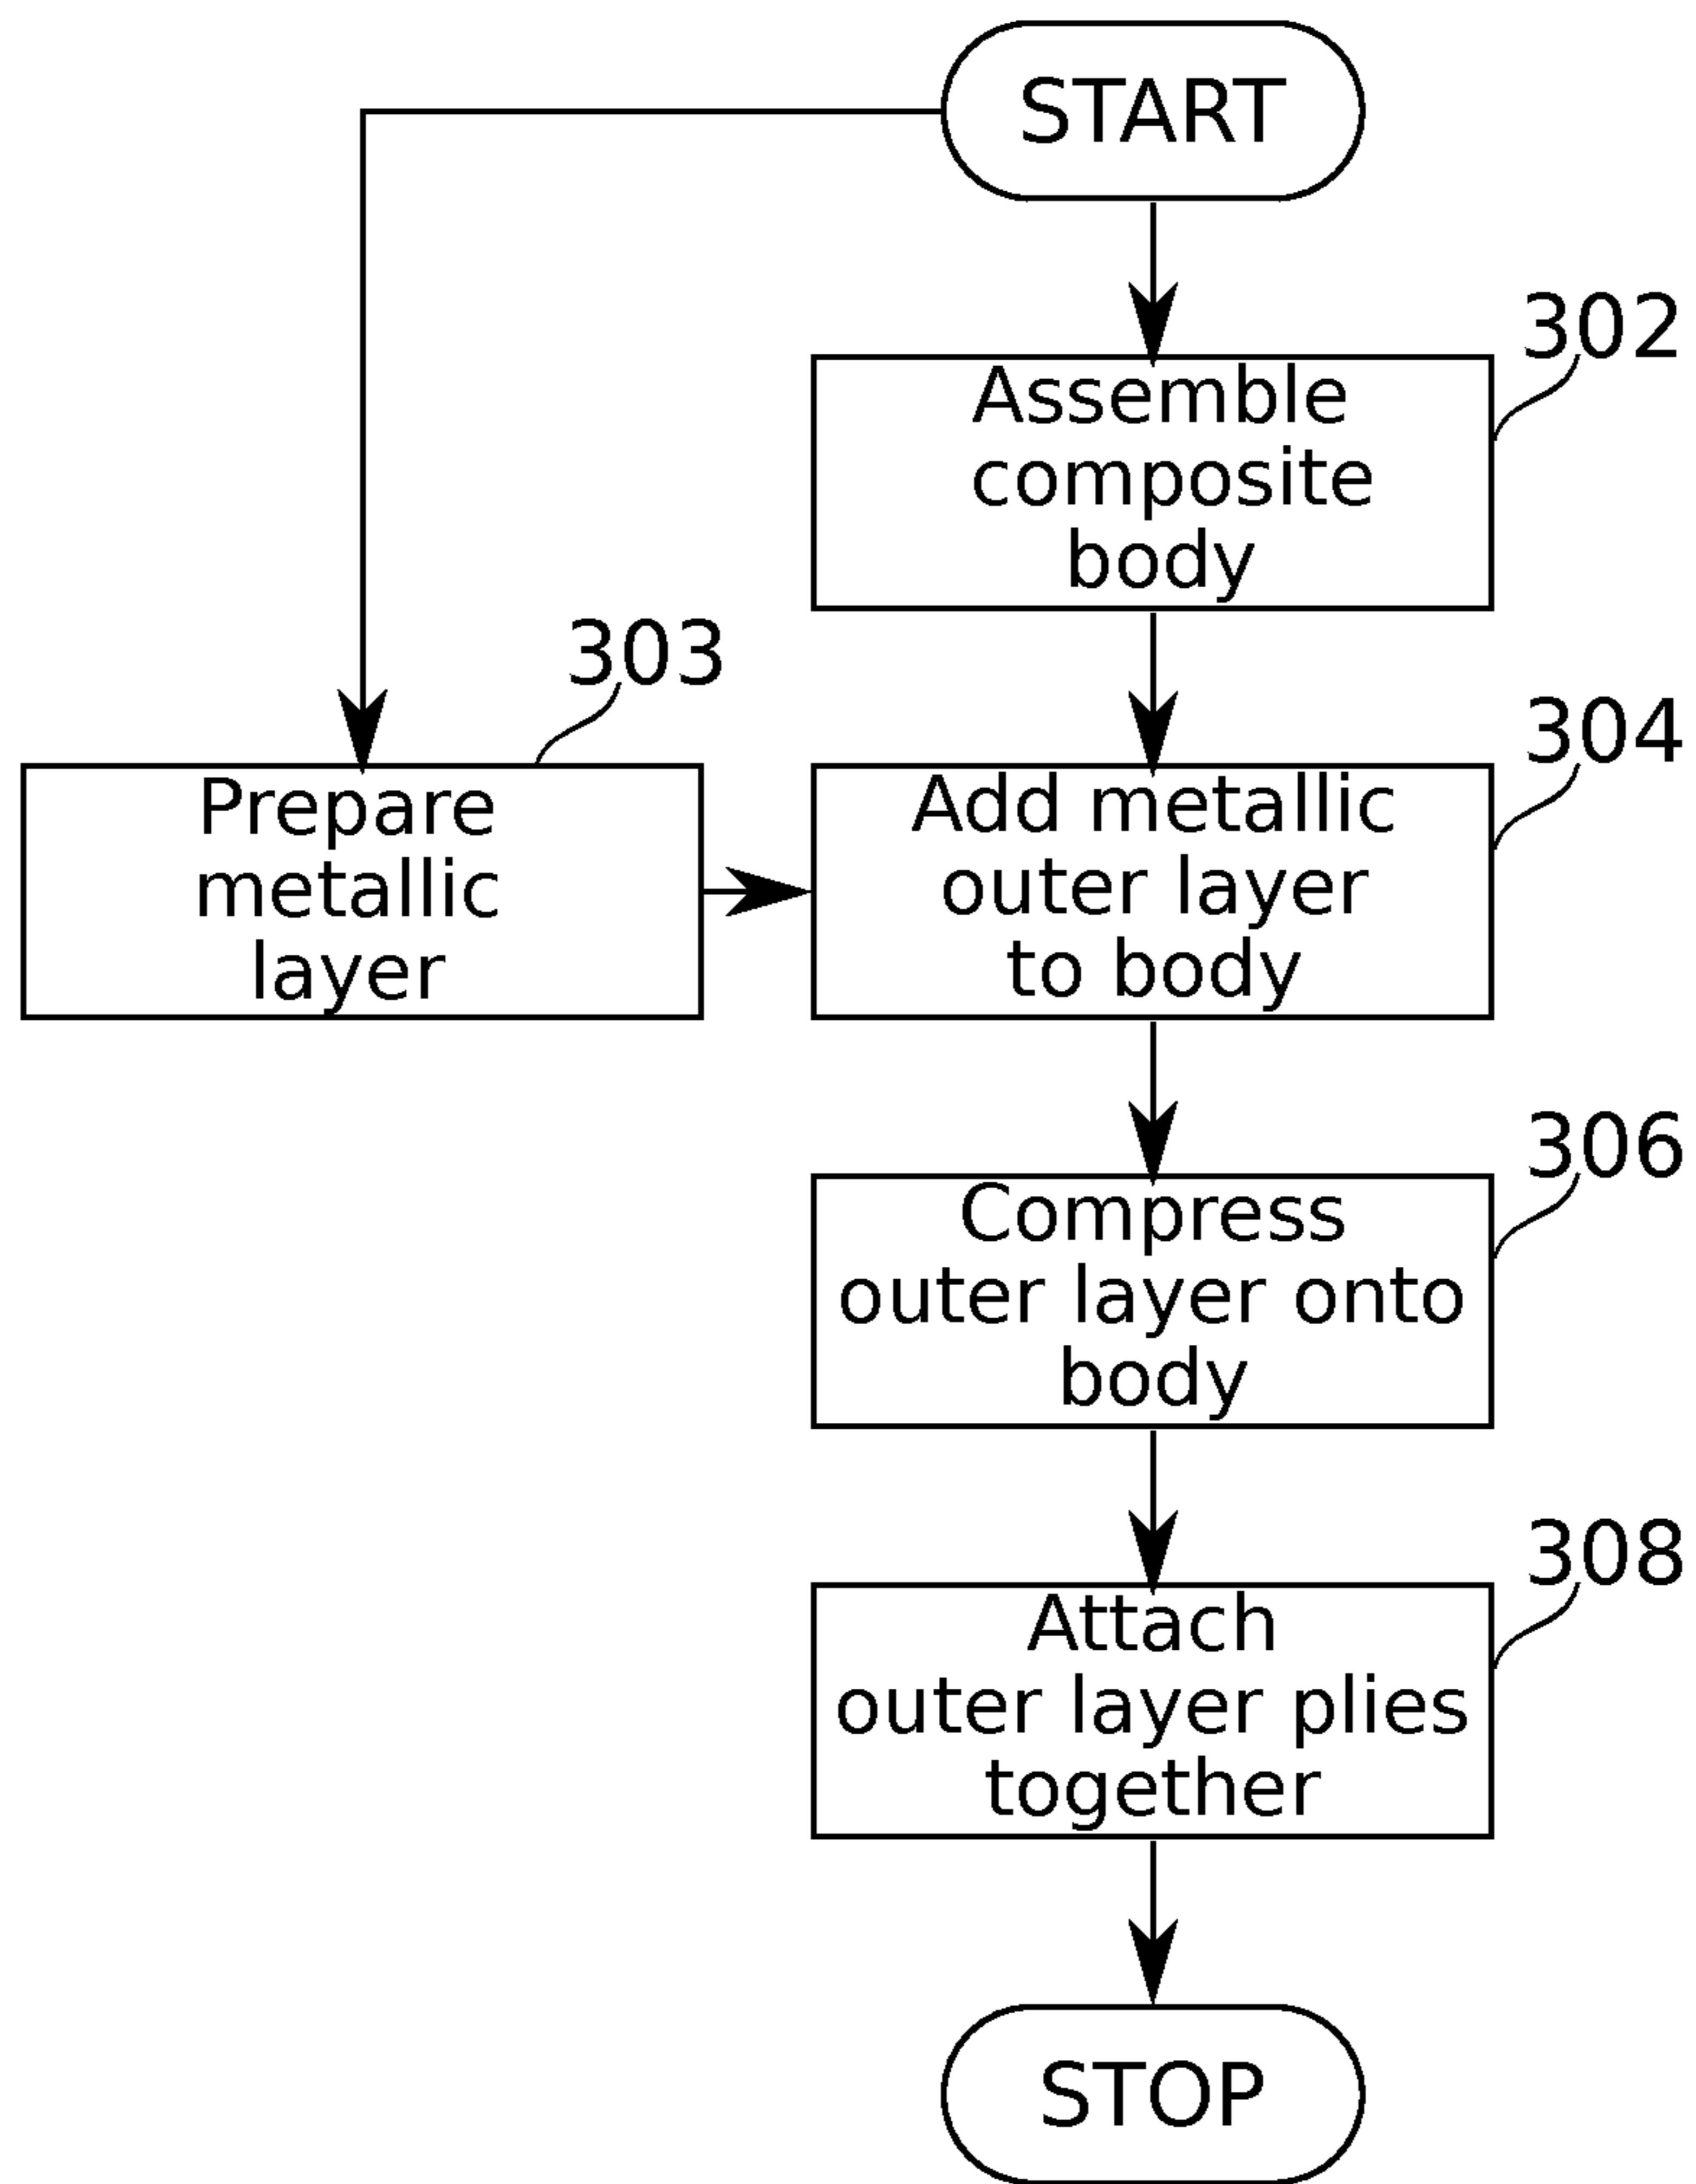 START
302
Assemble
composite
body
303
Prepare
metallic
layer
304
Add metallic
outer layer
to body
306
Compress
outer layer onto
body
308
Attach
outer layer plies
together
STOP